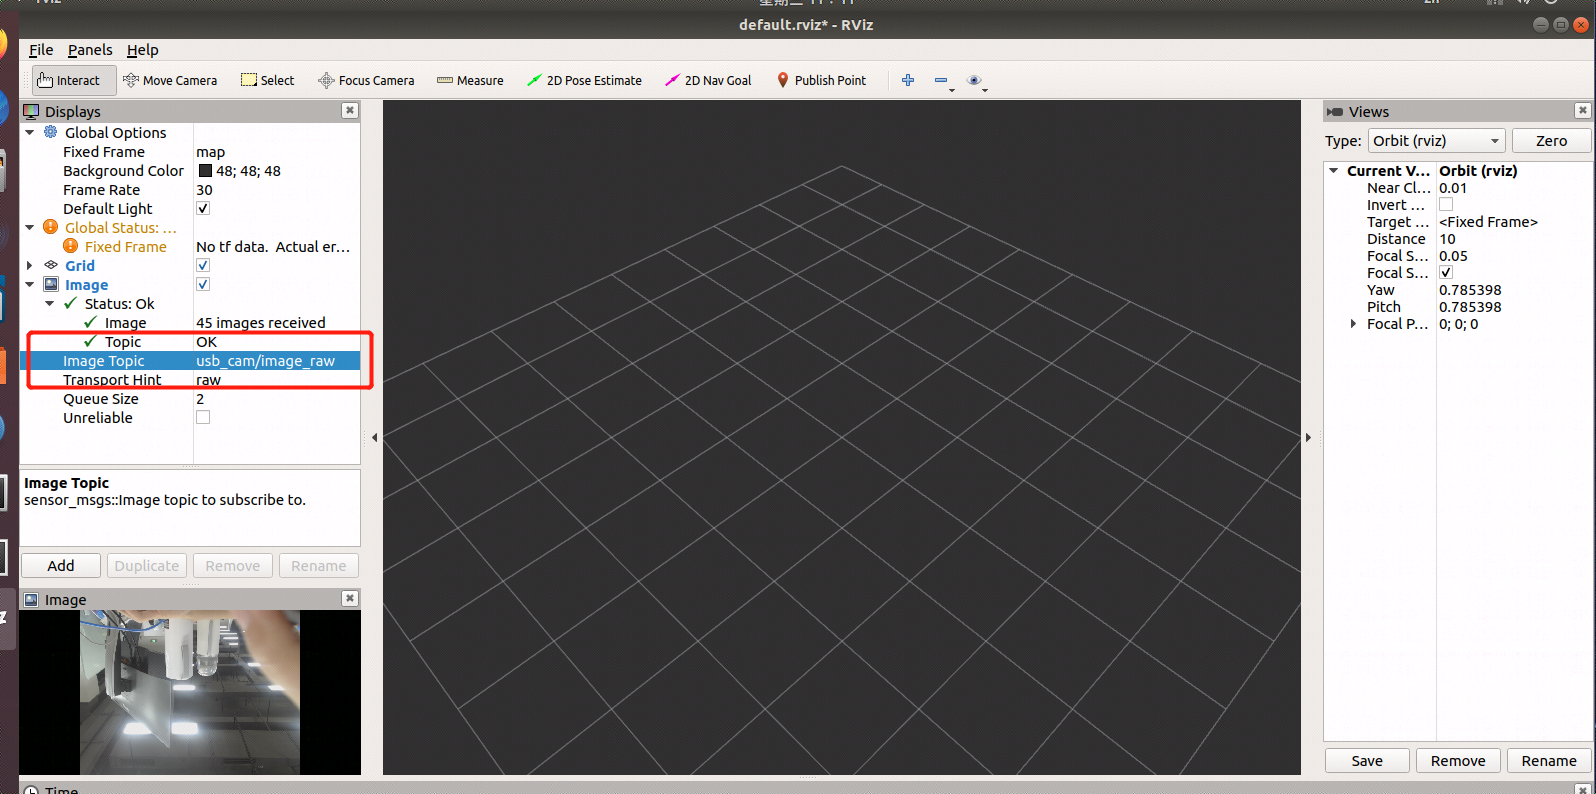 default.rviz* - RViz
File Panels Help
Interact Move Camera Select Focus Camera Measure 2D Pose Estimate 2D Nav Goal Publish Point
Displays
Global Options
Fixed Frame map
Background Color 48; 48; 48
Frame Rate 30
Default Light
Global Status: ...
Fixed Frame No tf data. Actual er...
Grid
Image
Status: Ok
Image 45 images received
Topic OK
Image Topic usb_cam/image_raw
Transport Hint raw
Queue Size 2
Unreliable
Image Topic
sensor_msgs::Image topic to subscribe to.
Add Duplicate Remove Rename
Image
Time
Views
Type: Orbit (rviz) Zero
Current V... Orbit (rviz)
Near Cl... 0.01
Invert ...
Target ... <Fixed Frame>
Distance 10
Focal S... 0.05
Focal S...
Yaw 0.785398
Pitch 0.785398
Focal P... 0; 0; 0
Save Remove Rename